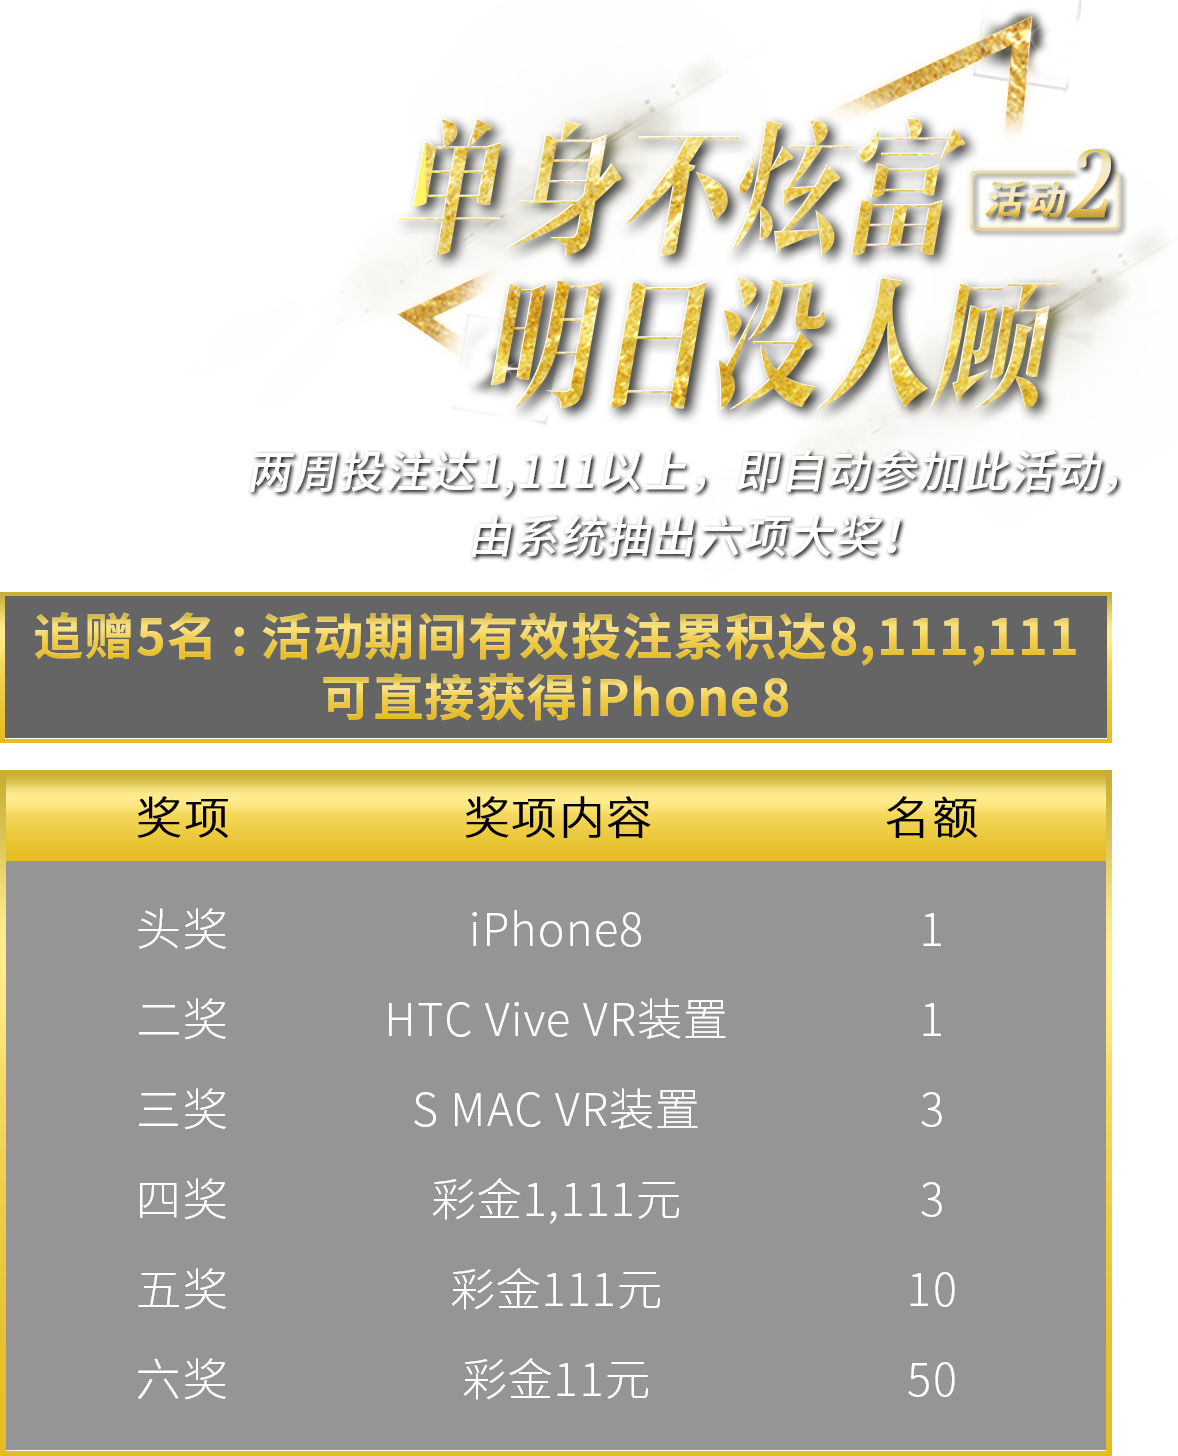 单身不炫富
活动2
明日没人顾
两周投注达1,111以上，即自动参加此活动，
由系统抽出六项大奖!
追赠5名：活动期间有效投注累积达8,111,111
可直接获得iPhone8
奖项 奖项内容 名额
头奖 iPhone8 1
二奖 HTC Vive VR装置 1
三奖 S MAC VR装置 3
四奖 彩金1,111元 3
五奖 彩金111元 10
六奖 彩金11元 50